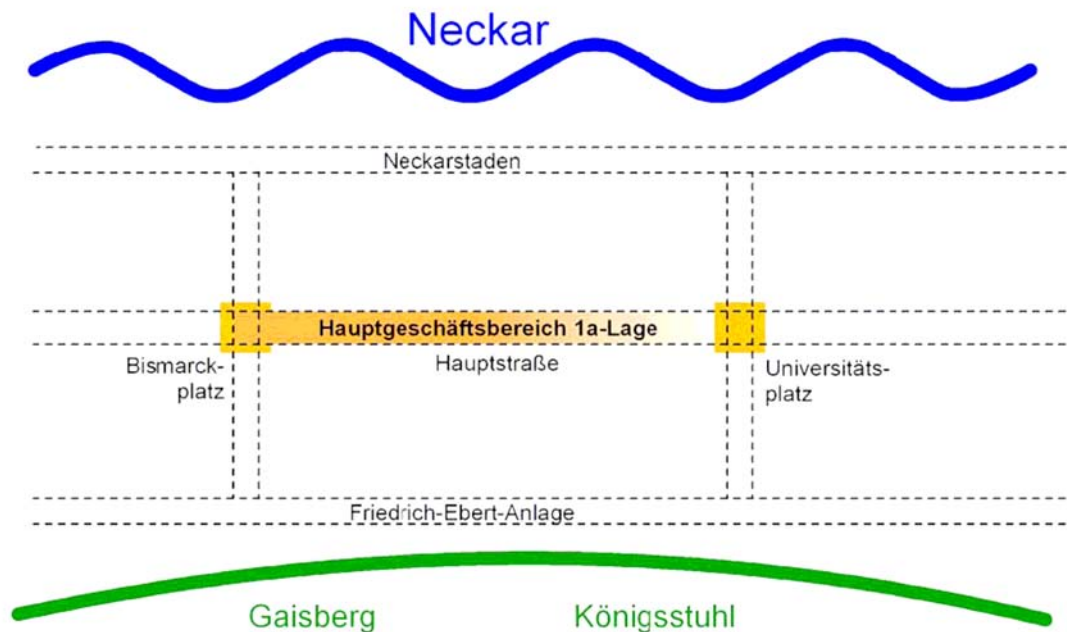 Neckar
Neckarstaden
Hauptgeschäftsbereich 1a-Lage
Hauptstraße
Bismarck-
platz
Universitäts-
platz
Friedrich-Ebert-Anlage
Gaisberg
Königsstuhl